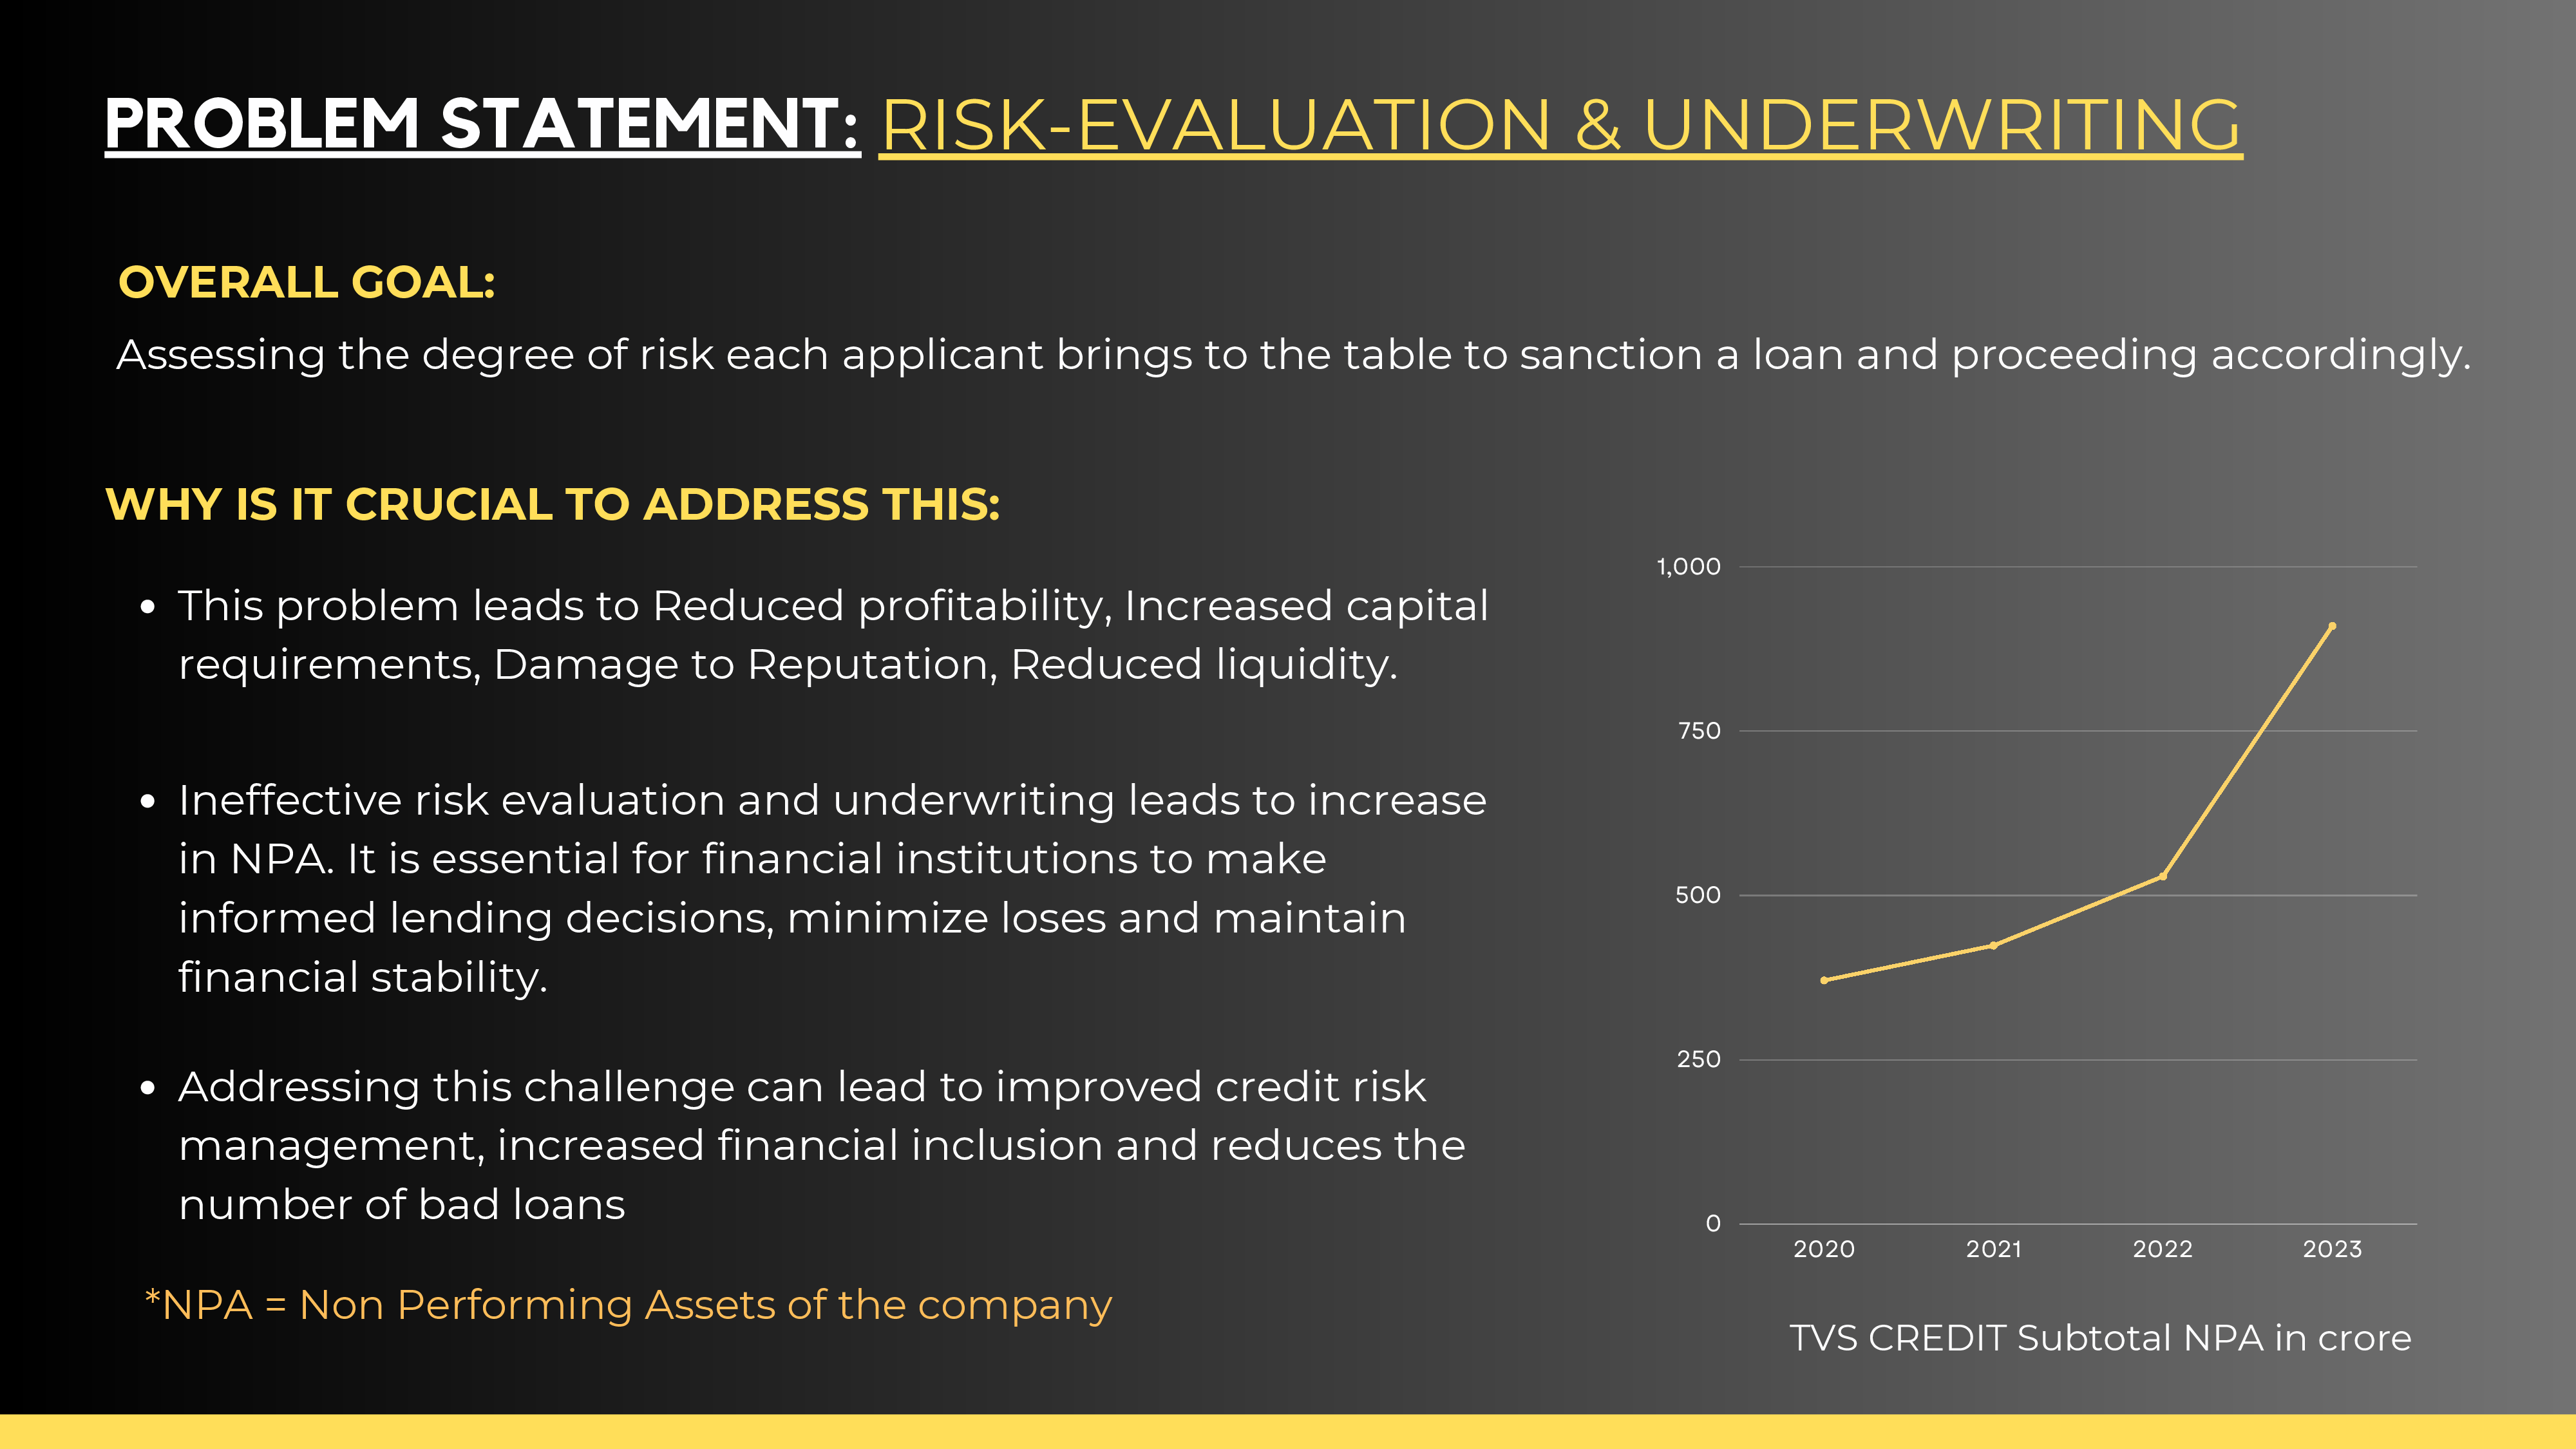 PROBLEM STATEMENT: RISK-EVALUATION & UNDERWRITING
OVERALL GOAL:
Assessing the degree of risk each applicant brings to the table to sanction a loan and proceeding accordingly.
WHY IS IT CRUCIAL TO ADDRESS THIS:
• This problem leads to Reduced profitability, Increased capital
requirements, Damage to Reputation, Reduced liquidity.
• Ineffective risk evaluation and underwriting leads to increase
in NPA. It is essential for financial institutions to make
informed lending decisions, minimize loses and maintain
financial stability.
• Addressing this challenge can lead to improved credit risk
management, increased financial inclusion and reduces the
number of bad loans
*NPA = Non Performing Assets of the company
1,000
750
500
250
0
2020 2021 2022 2023
TVS CREDIT Subtotal NPA in crore